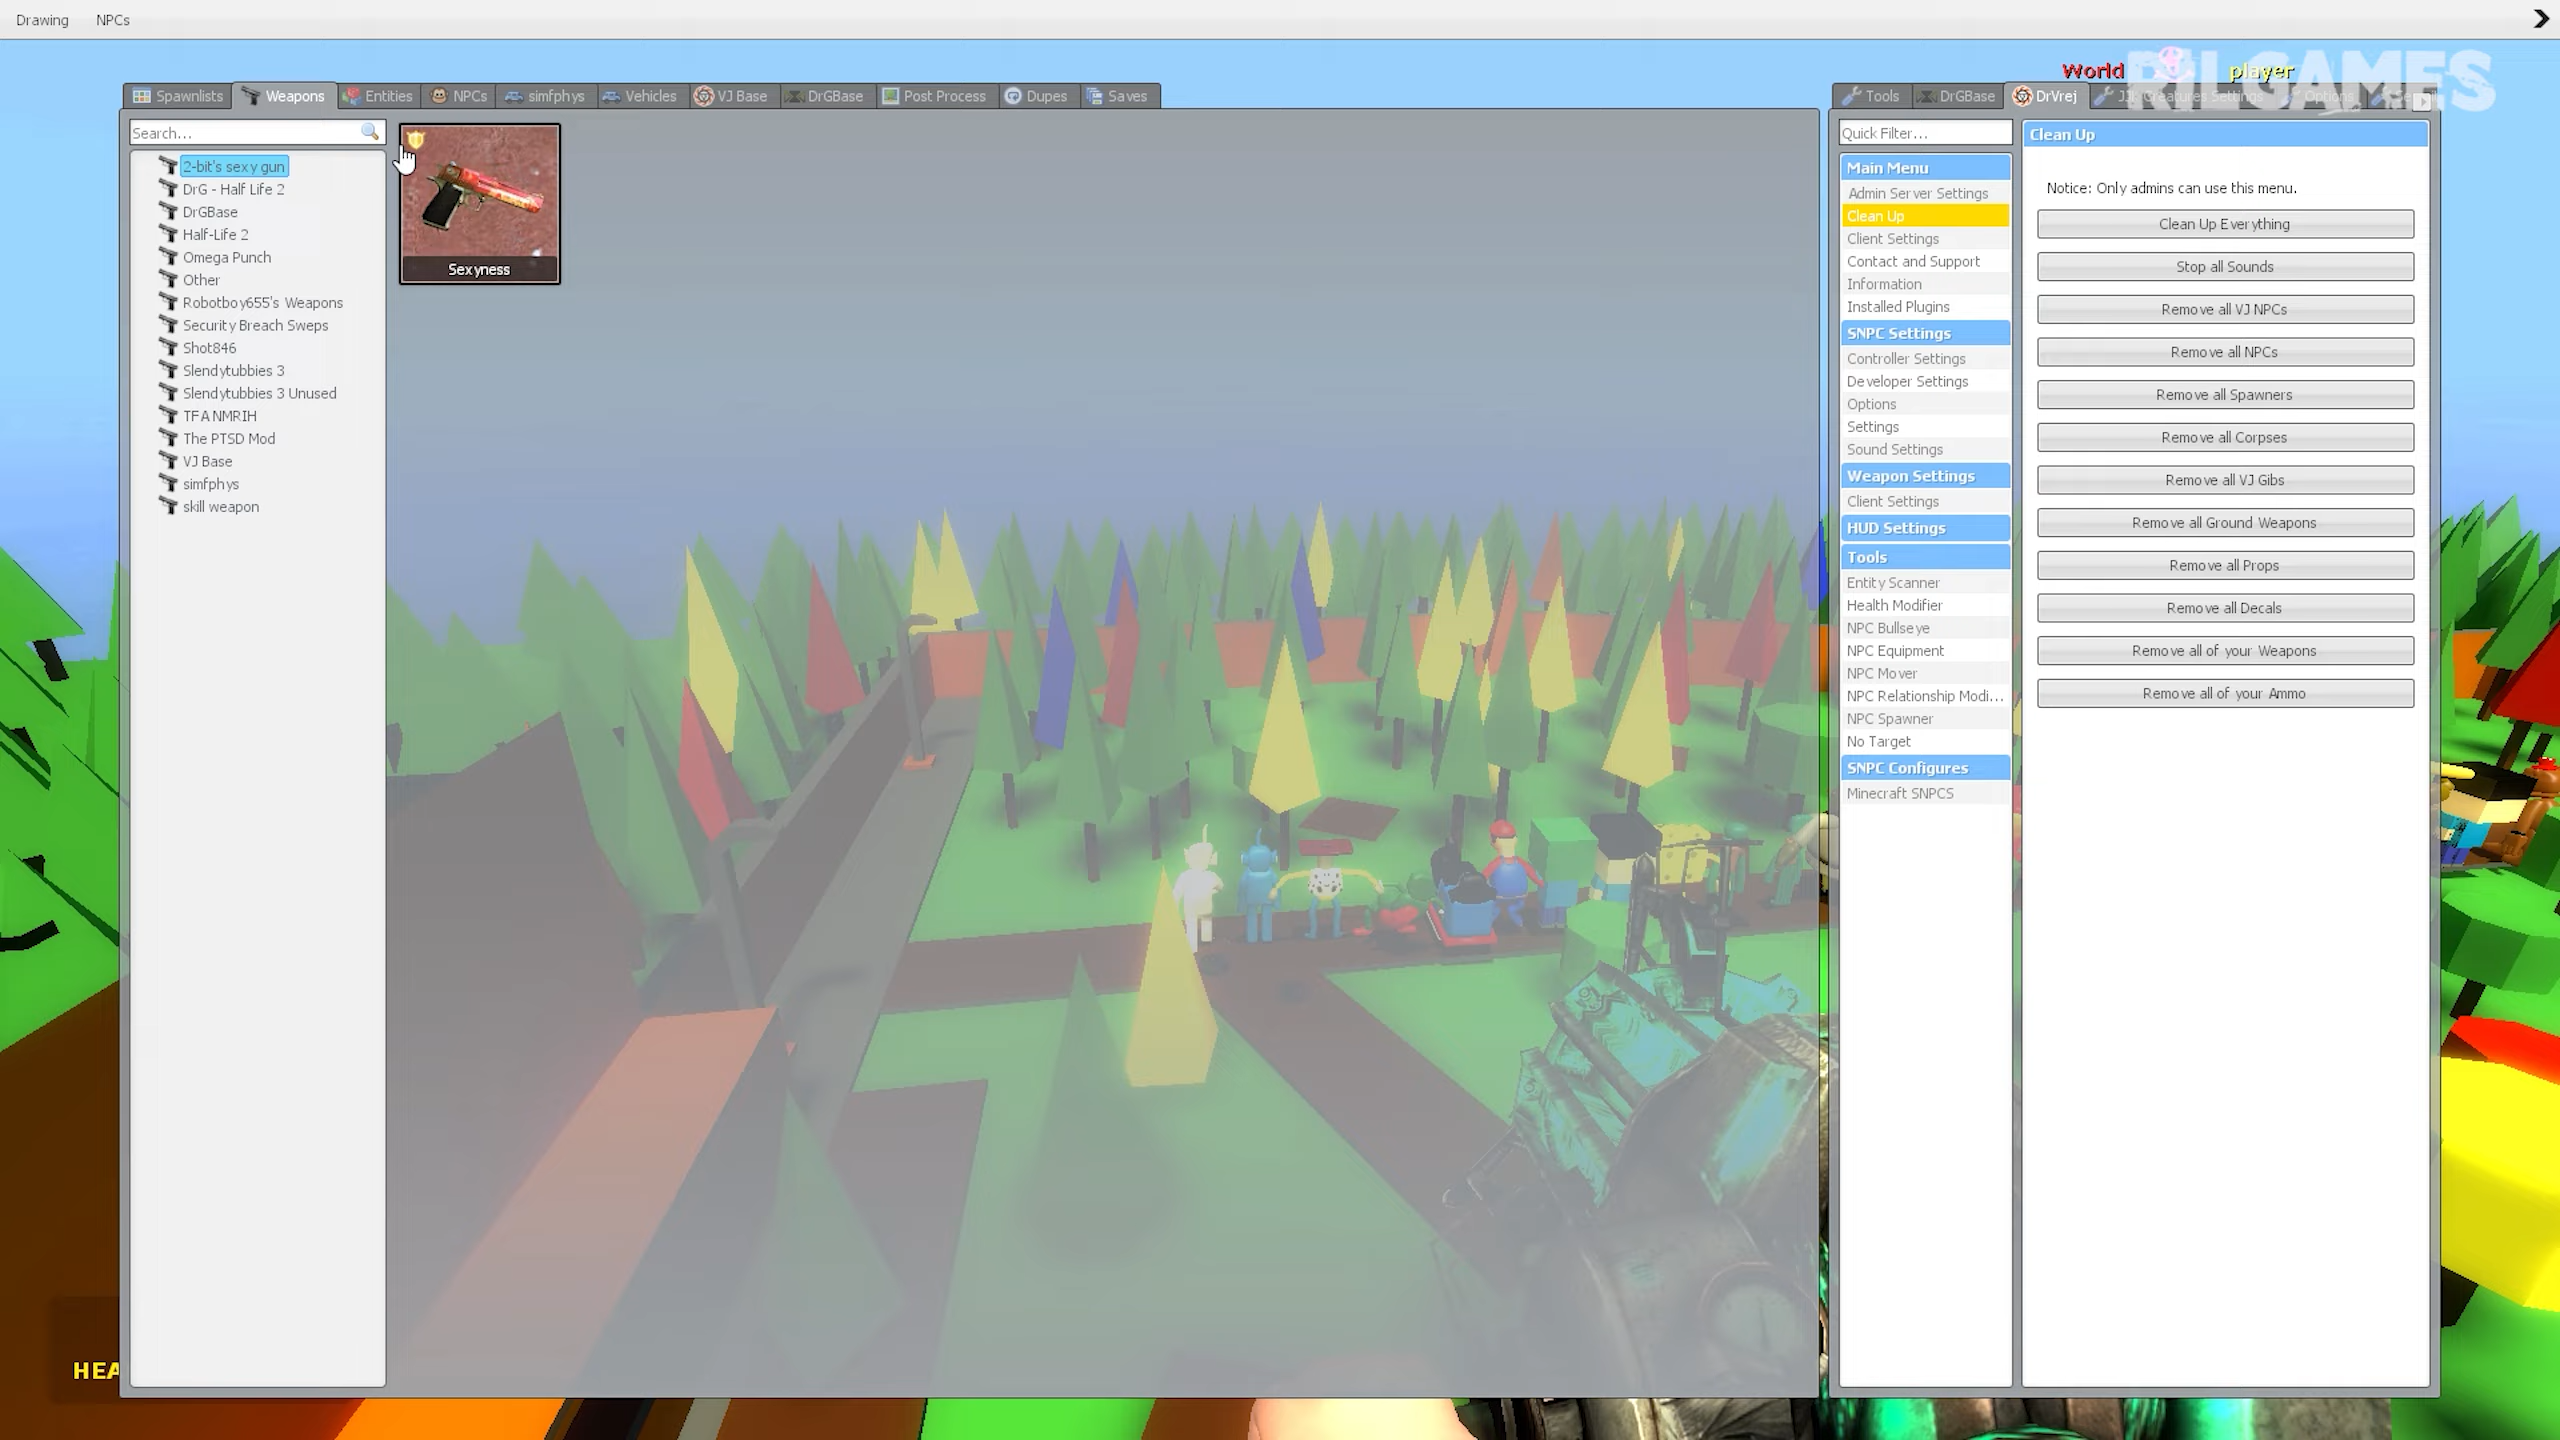 Drawing NPCs
World player
RIILGAMES
Spawnlists Weapons Entities NPCs simfphys Vehicles VJ Base DrGBase Post Process Dupes Saves
Search...
2-bit's sexy gun
DrG - Half Life 2
DrGBase
Half-Life 2
Omega Punch
Other
Robotboy655's Weapons
Security Breach Sweps
Shot846
Slendytubbies 3
Slendytubbies 3 Unused
TFA NMRIH
The PTSD Mod
VJ Base
simfphys
skill weapon
Sexyness
Tools DrGBase DrVrej Creatures Settings Options
Quick Filter...
Main Menu
Admin Server Settings
Clean Up
Client Settings
Contact and Support
Information
Installed Plugins
SNPC Settings
Controller Settings
Developer Settings
Options
Settings
Sound Settings
Weapon Settings
Client Settings
HUD Settings
Tools
Entity Scanner
Health Modifier
NPC Bullseye
NPC Equipment
NPC Mover
NPC Relationship Modi...
NPC Spawner
No Target
SNPC Configures
Minecraft SNPCS
Clean Up
Notice: Only admins can use this menu.
Clean Up Everything
Stop all Sounds
Remove all VJ NPCs
Remove all NPCs
Remove all Spawners
Remove all Corpses
Remove all VJ Gibs
Remove all Ground Weapons
Remove all Props
Remove all Decals
Remove all of your Weapons
Remove all of your Ammo
HEA